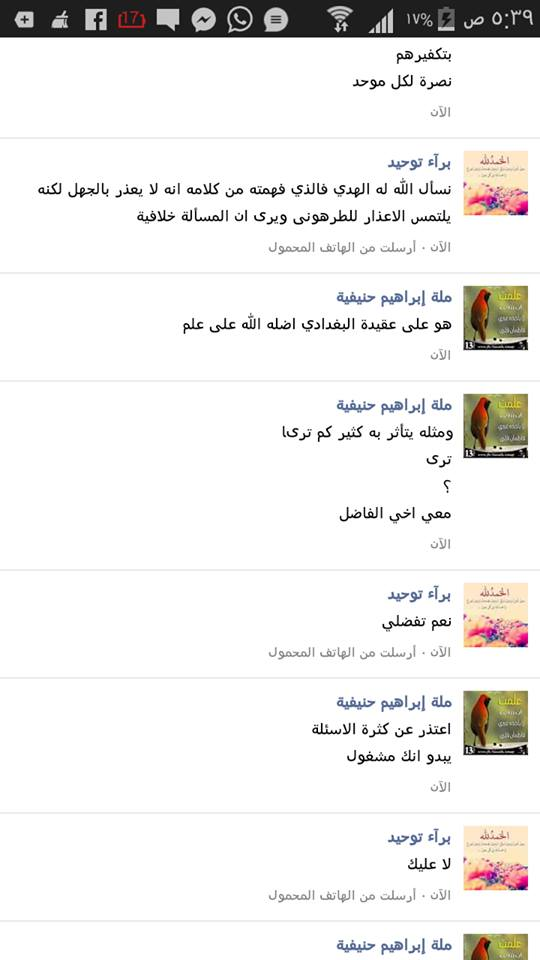 ١٧% ٥:٣٩ ص
17
بتكفيرهم
نصرة لكل موحد
الآن
برآء توحيد
نسأل الله له الهدي فالذي فهمته من كلامه انه لا يعذر بالجهل لكنه
يلتمس الاعذار للطرهونى ويرى ان المسألة خلافية
الآن · أرسلت من الهاتف المحمول
ملة إبراهيم حنيفية
هو على عقيدة البغدادي اضله الله على علم
الآن
ملة إبراهيم حنيفية
ومثله يتأثر به كثير كم ترىا
ترى
؟
معي اخي الفاضل
الآن
برآء توحيد
نعم تفضلي
الآن · أرسلت من الهاتف المحمول
ملة إبراهيم حنيفية
اعتذر عن كثرة الاسئلة
يبدو انك مشغول
الآن
برآء توحيد
لا عليك
الآن · أرسلت من الهاتف المحمول
ملة إبراهيم حنيفية
الحمدلله
علمت
13